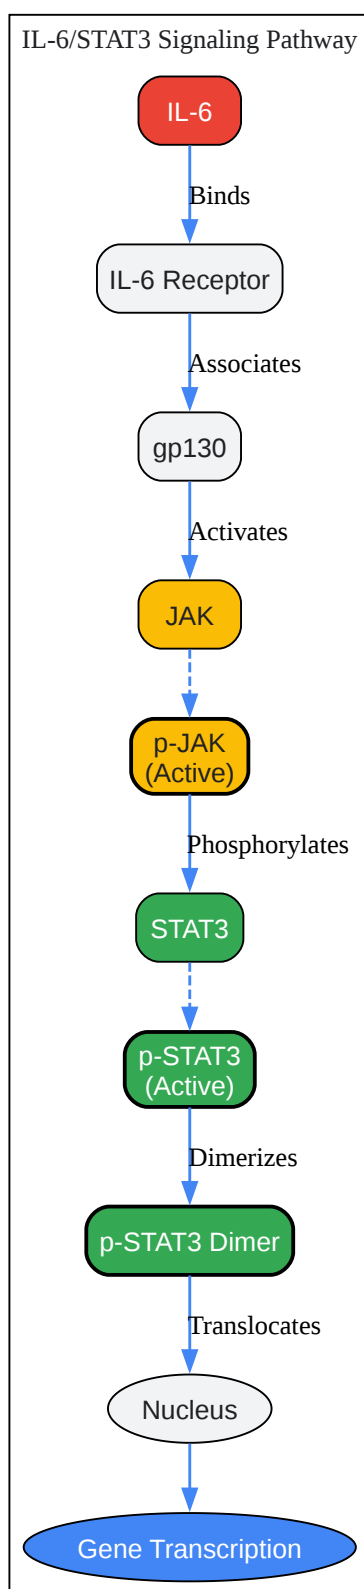 IL-6/STAT3 Signaling Pathway
IL-6
Binds
IL-6 Receptor
Associates
gp130
Activates
JAK
p-JAK
(Active)
Phosphorylates
STAT3
p-STAT3
(Active)
Dimerizes
p-STAT3 Dimer
Translocates
Nucleus
Gene Transcription